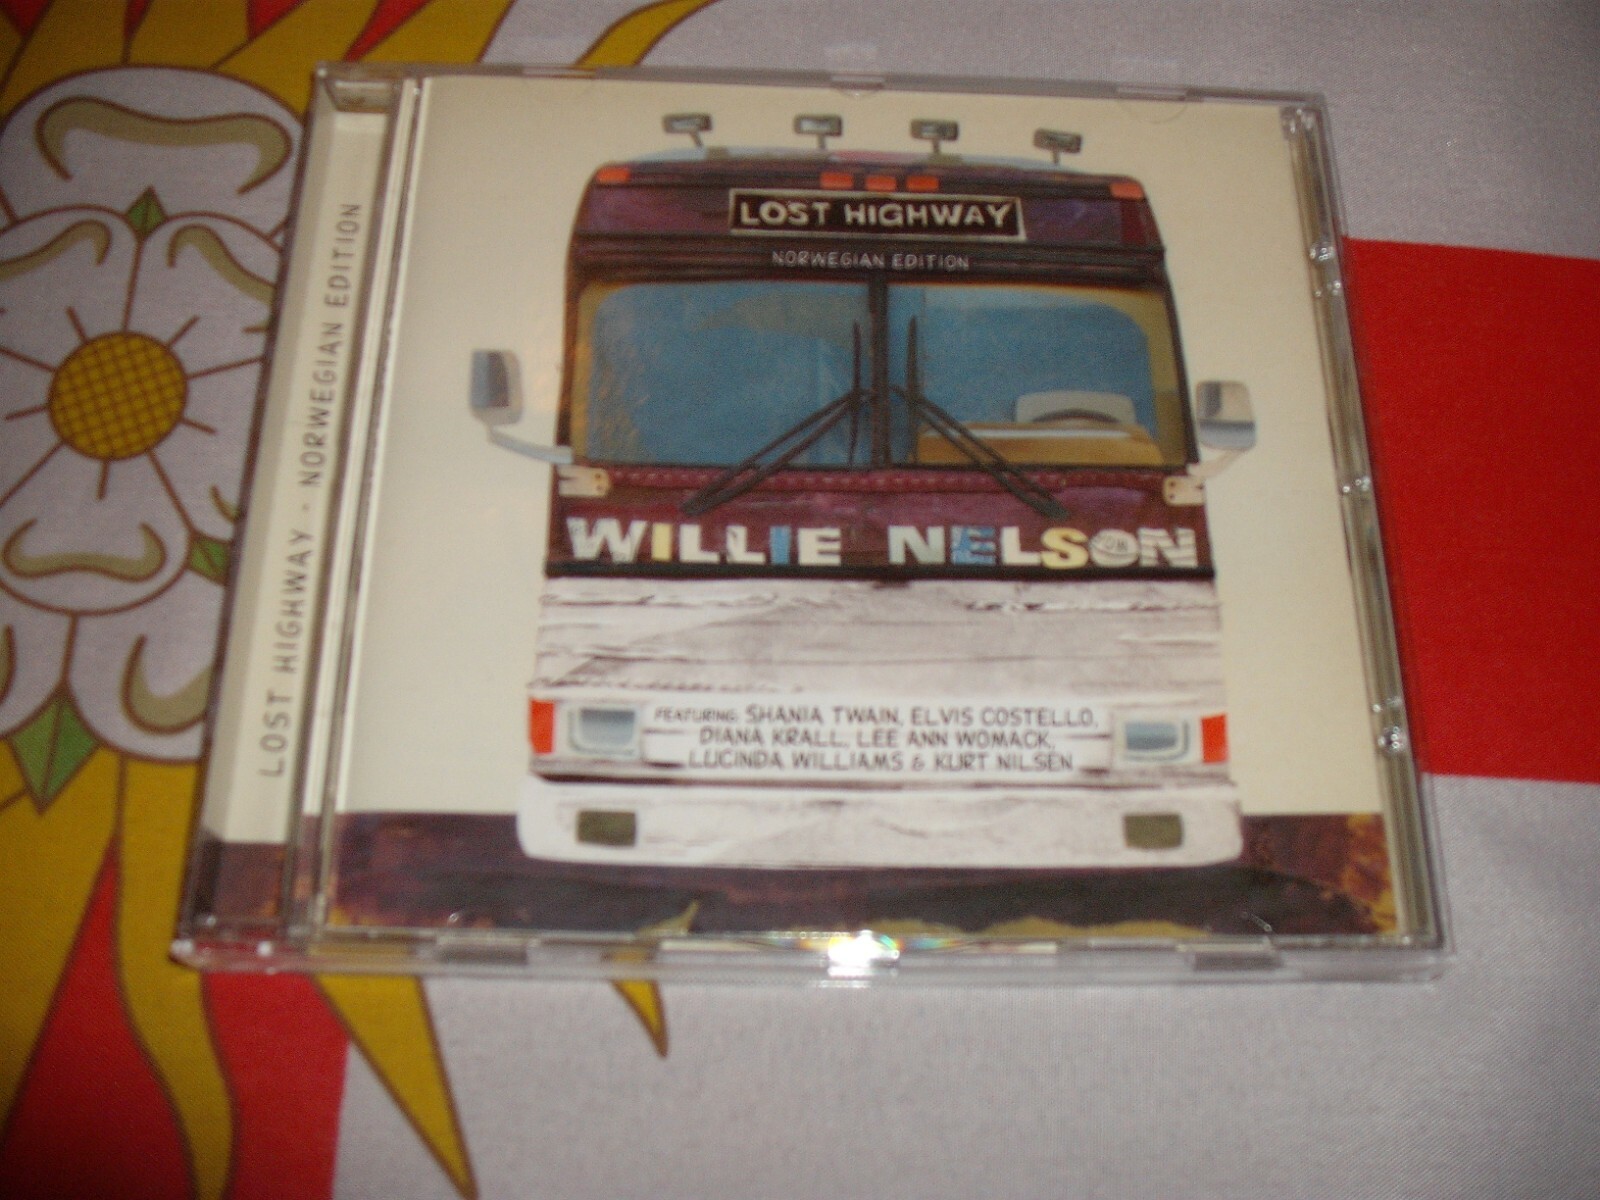 LOST HIGHWAY
NORWEGIAN EDITION
WILLIE NELSON
FEATURING: SHANIA TWAIN, ELVIS COSTELLO,
DIANA KRALL, LEE ANN WOMACK,
LUCINDA WILLIAMS & KURT NILSEN
LOST HIGHWAY - NORWEGIAN EDITION